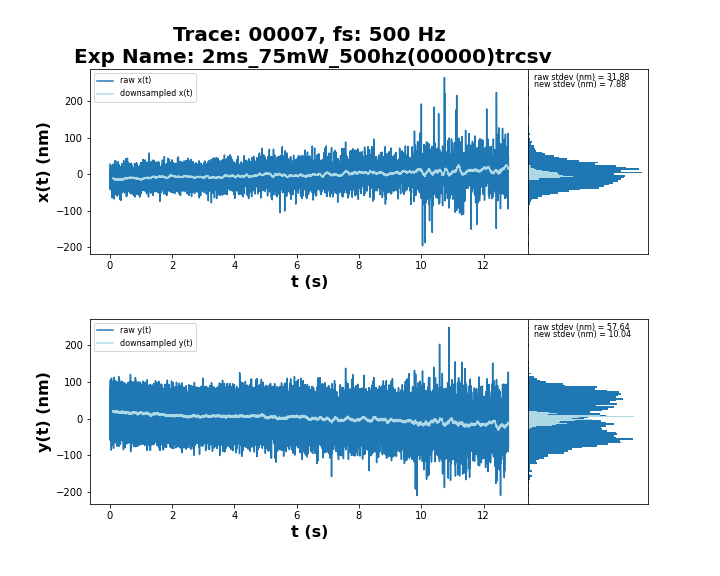 Trace: 00007, fs: 500 Hz
Exp Name: 2ms_75mW_500hz(00000)trcsv
raw x(t)
downsampled x(t)
raw stdev (nm) = 31.88
new stdev (nm) = 7.88
x(t) (nm)
200
100
0
−100
−200
0 2 4 6 8 10 12
t (s)
raw y(t)
downsampled y(t)
raw stdev (nm) = 57.64
new stdev (nm) = 10.04
y(t) (nm)
200
100
0
−100
−200
0 2 4 6 8 10 12
t (s)